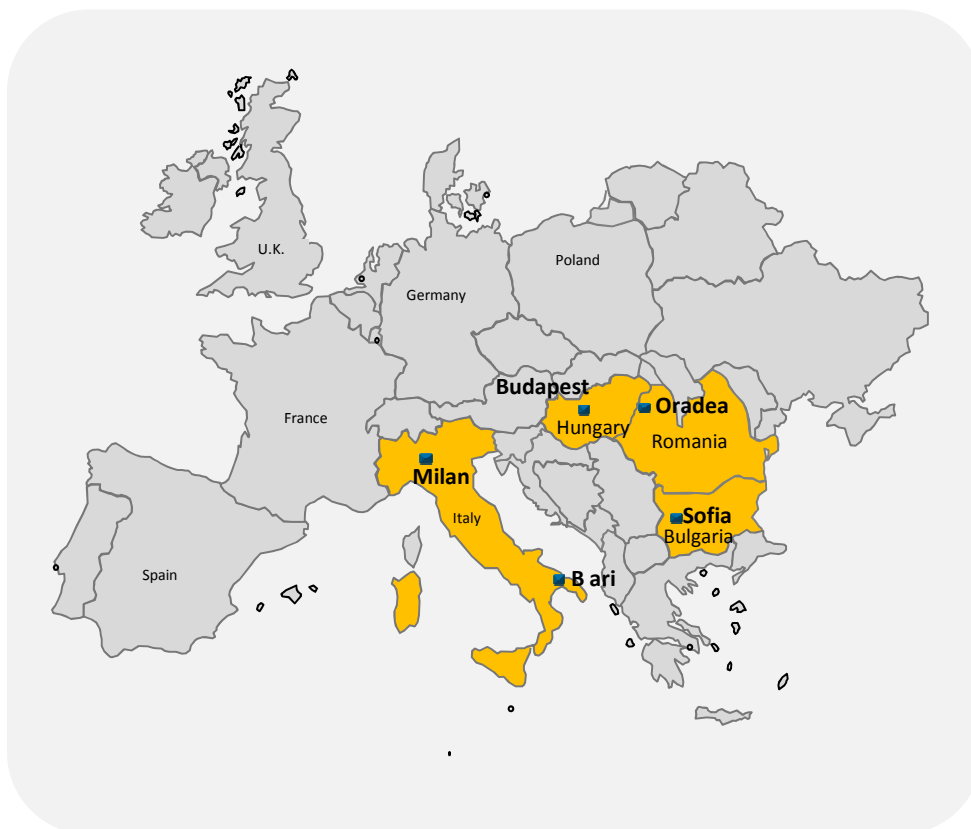 U.K.
Poland
Germany
Budapest
Oradea
France
Hungary
Romania
Milan
Italy
Sofia
Bulgaria
Spain
B ari